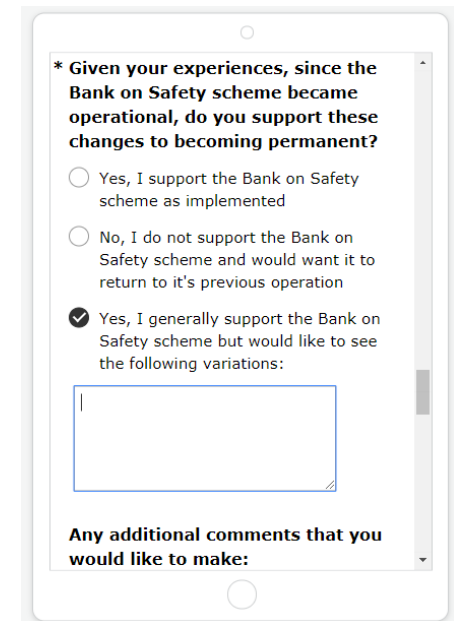 * Given your experiences, since the
Bank on Safety scheme became
operational, do you support these
changes to becoming permanent?
Yes, I support the Bank on Safety
scheme as implemented
No, I do not support the Bank on
Safety scheme and would want it to
return to it's previous operation
Yes, I generally support the Bank on
Safety scheme but would like to see
the following variations:
Any additional comments that you
would like to make: